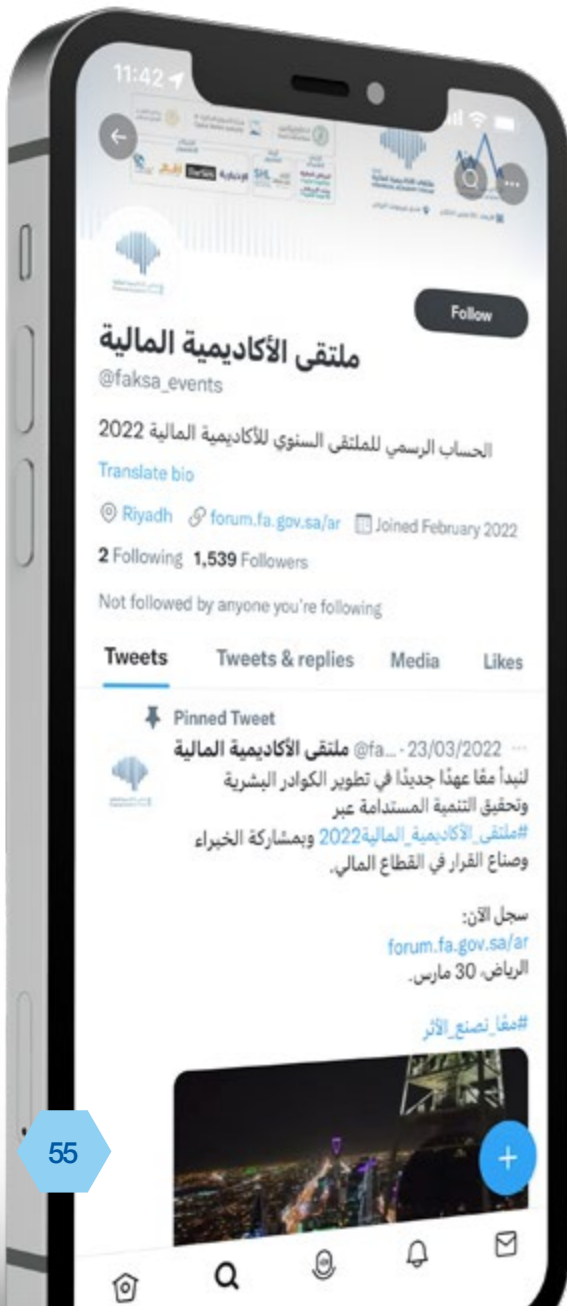 11:42
SHL
الإخبارية
Follow
ملتقى الأكاديمية المالية
@faksa_events
الحساب الرسمي للملتقى السنوي للأكاديمية المالية 2022
Translate bio
Riyadh forum.fa.gov.sa/ar Joined February 2022
2 Following 1,539 Followers
Not followed by anyone you're following
Tweets Tweets & replies Media Likes
Pinned Tweet
ملتقى الأكاديمية المالية @fa... · 23/03/2022 ...
لنبدأ معًا عهدًا جديدًا في تطوير الكوادر البشرية
وتحقيق التنمية المستدامة عبر
#ملتقى_الأكاديمية_المالية2022 وبمشاركة الخبراء
وصناع القرار في القطاع المالي.
سجل الآن:
forum.fa.gov.sa/ar
الرياض، 30 مارس.
#معًا_نصنع_الأثر
55